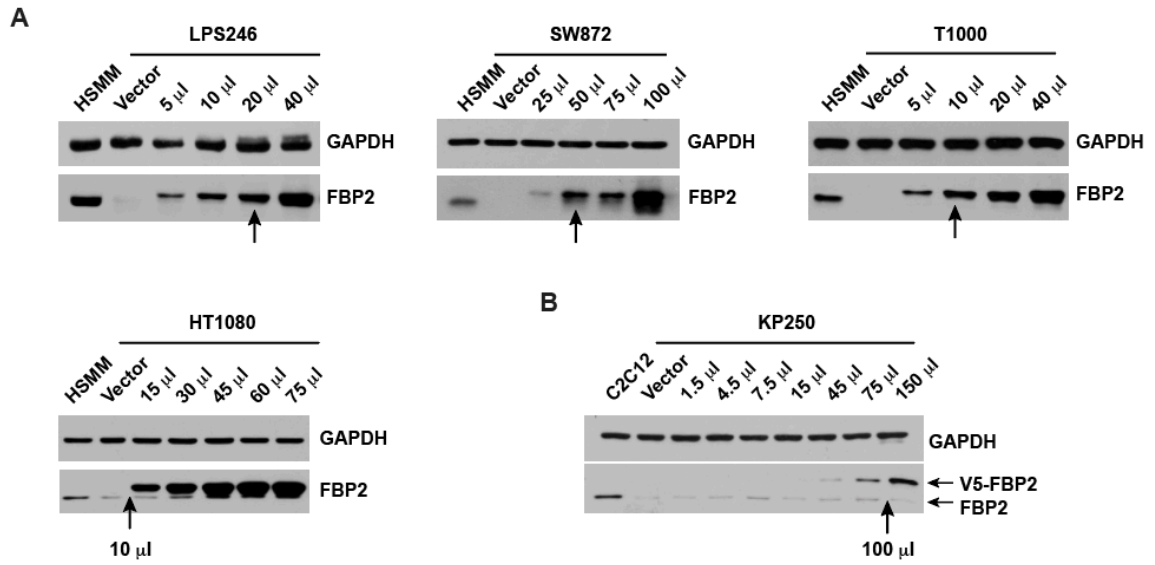 A
LPS246
HSMM Vector 5 µl 10 µl 20 µl 40 µl
GAPDH
FBP2
SW872
HSMM Vector 25 µl 50 µl 75 µl 100 µl
GAPDH
FBP2
T1000
HSMM Vector 5 µl 10 µl 20 µl 40 µl
GAPDH
FBP2
HT1080
HSMM Vector 15 µl 30 µl 45 µl 60 µl 75 µl
GAPDH
FBP2
10 µl
B
KP250
C2C12 Vector 1.5 µl 4.5 µl 7.5 µl 15 µl 45 µl 75 µl 150 µl
GAPDH
V5-FBP2
FBP2
100 µl